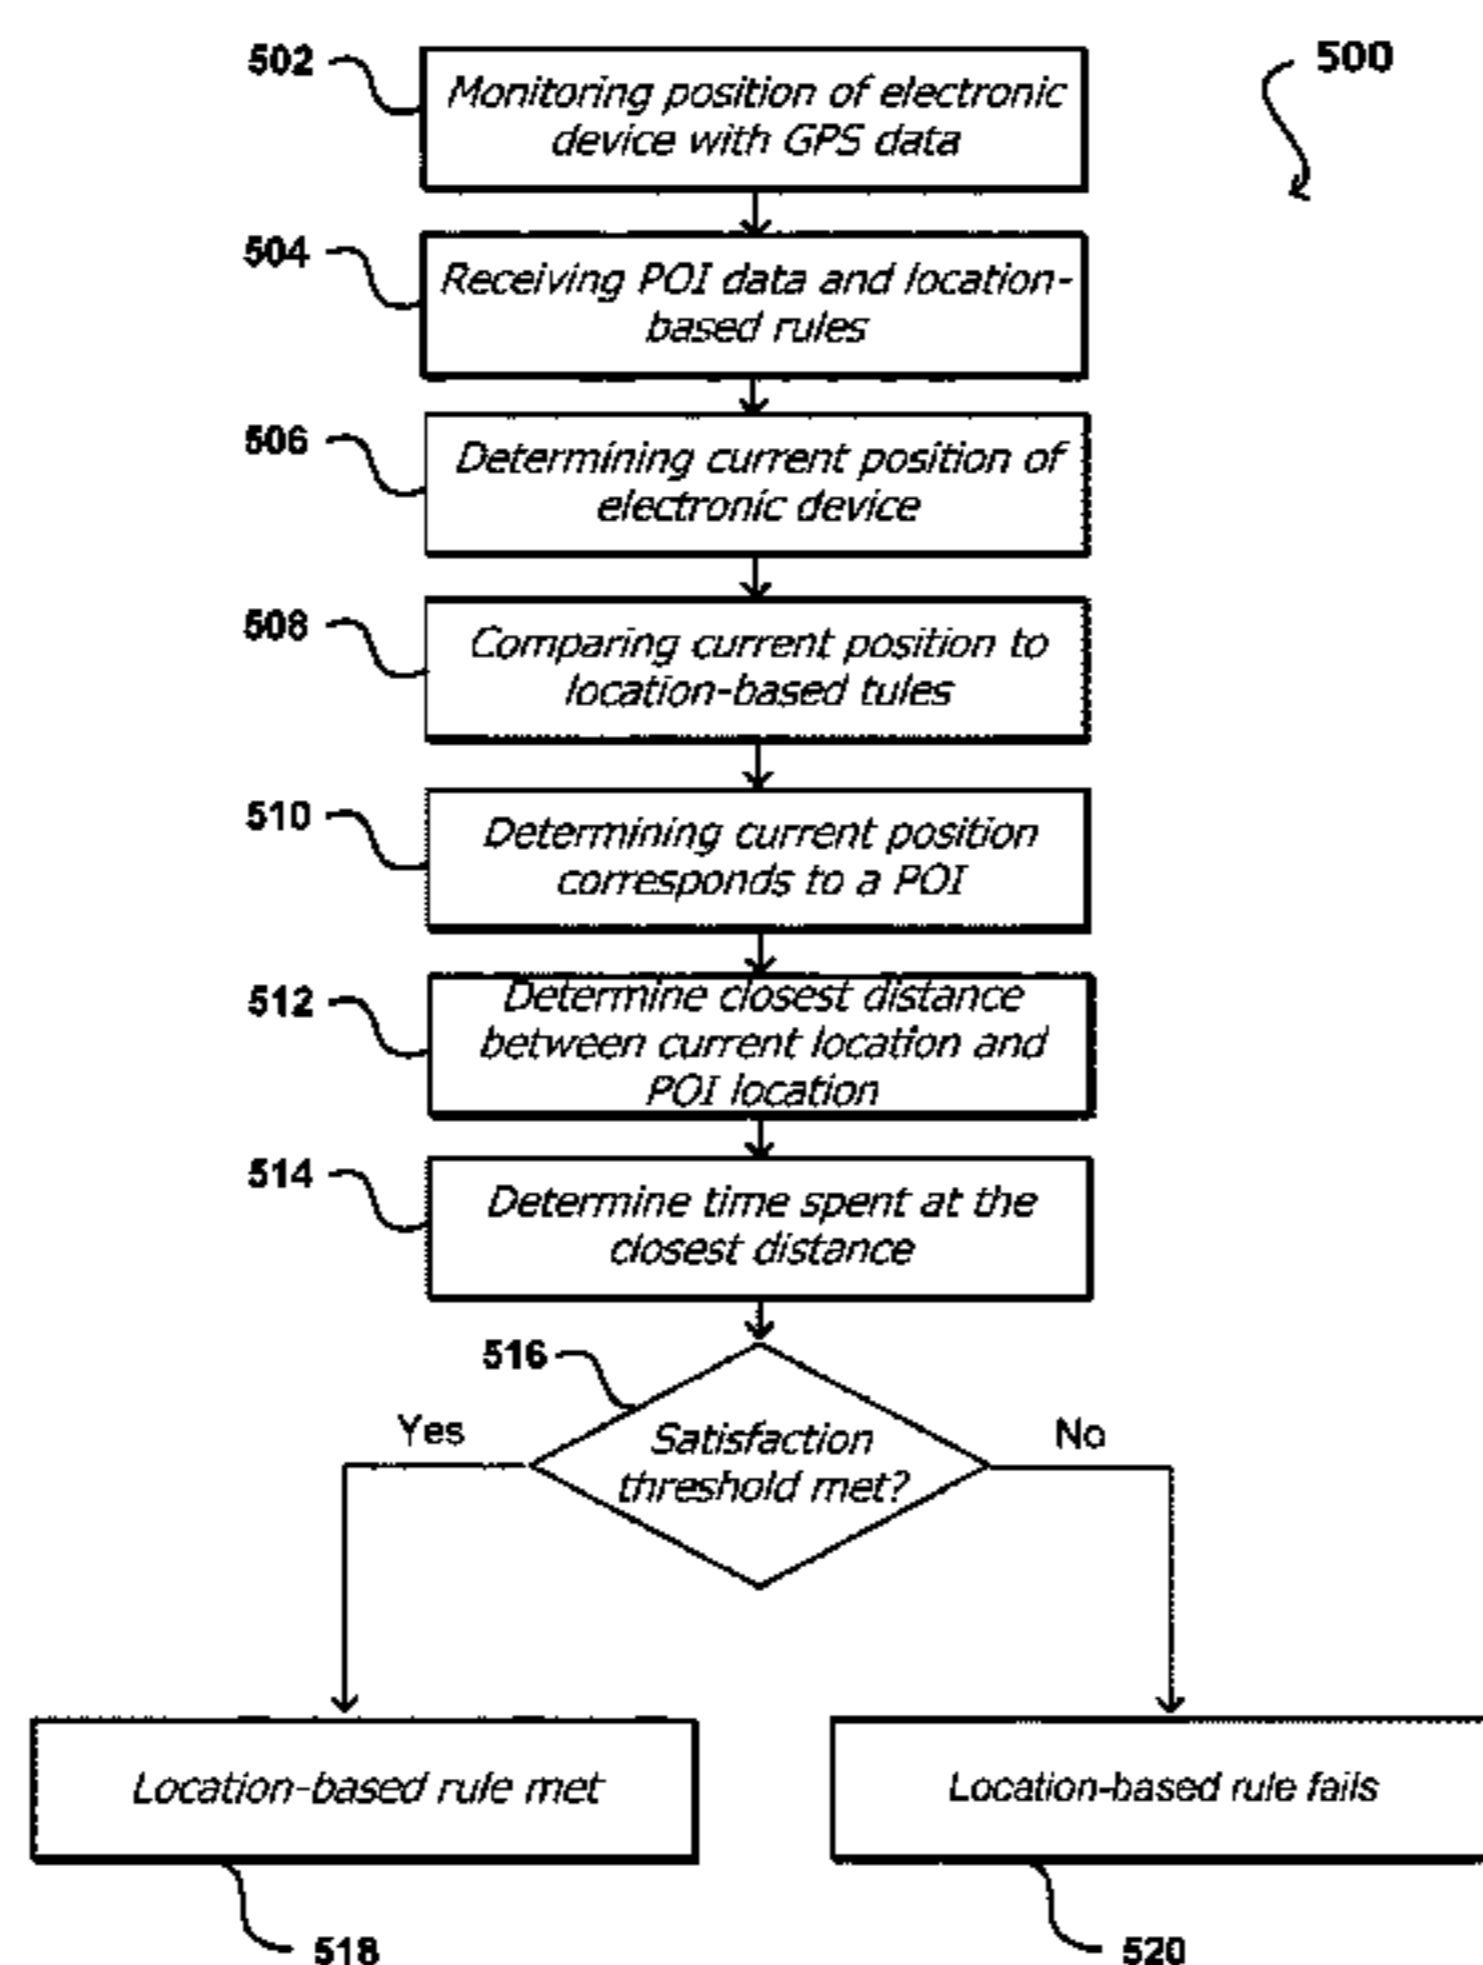 500
502
Monitoring position of electronic
device with GPS data
504
Receiving POI data and location-
based rules
506
Determining current position of
electronic device
508
Comparing current position to
location-based tules
510
Determining current position
corresponds to a POI
512
Determine closest distance
between current location and
POI location
514
Determine time spent at the
closest distance
516
Satisfaction
threshold met?
Yes
No
Location-based rule met
Location-based rule fails
518
520